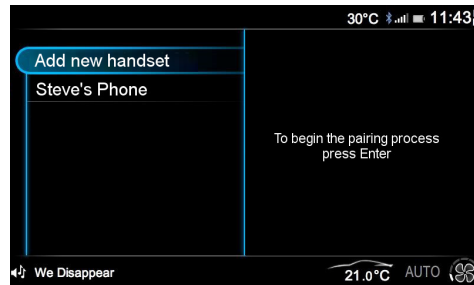 30°C 11:43
Add new handset
Steve's Phone
To begin the pairing process
press Enter
We Disappear
21.0°C AUTO